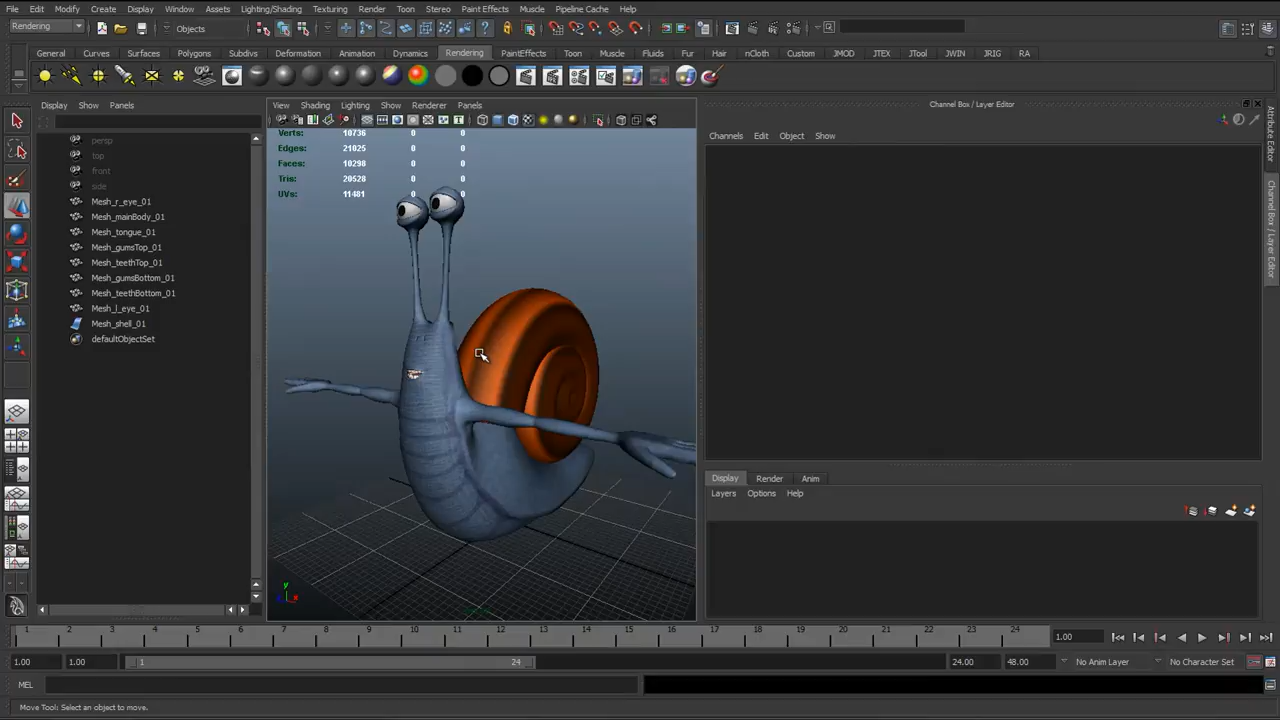 File Edit Modify Create Display Window Assets Lighting/Shading Texturing Render Toon Stereo Paint Effects Muscle Pipeline Cache Help
Rendering Objects
General Curves Surfaces Polygons Subdivs Deformation Animation Dynamics Rendering PaintEffects Toon Muscle Fluids Fur Hair nCloth Custom JMOD JTEX JTool JWIN JRIG RA
Display Show Panels
View Shading Lighting Show Renderer Panels
Channel Box / Layer Editor
persp
top
front
side
Mesh_r_eye_01
Mesh_mainBody_01
Mesh_tongue_01
Mesh_gumsTop_01
Mesh_teethTop_01
Mesh_gumsBottom_01
Mesh_teethBottom_01
Mesh_l_eye_01
Mesh_shell_01
defaultObjectSet
Verts: 10736 0 0
Edges: 21025 0 0
Faces: 10298 0 0
Tris: 20528 0 0
UVs: 11481 0 0
y
x
Channels Edit Object Show
Attribute Editor
Channel Box / Layer Editor
Display Render Anim
Layers Options Help
1 2 3 4 5 6 7 8 9 10 11 12 13 14 15 16 17 18 19 20 21 22 23 24 1.00
1.00 1.00 1 24 24.00 48.00 No Anim Layer No Character Set
MEL
Move Tool: Select an object to move.